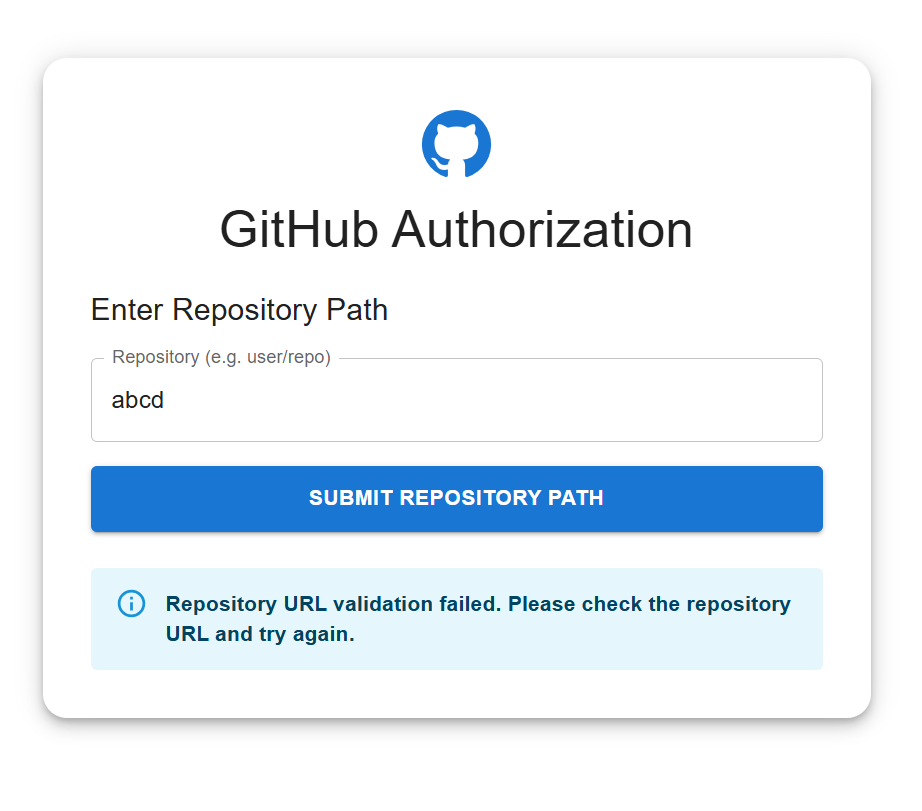 GitHub Authorization
Enter Repository Path
Repository (e.g. user/repo)
abcd
SUBMIT REPOSITORY PATH
Repository URL validation failed. Please check the repository
URL and try again.